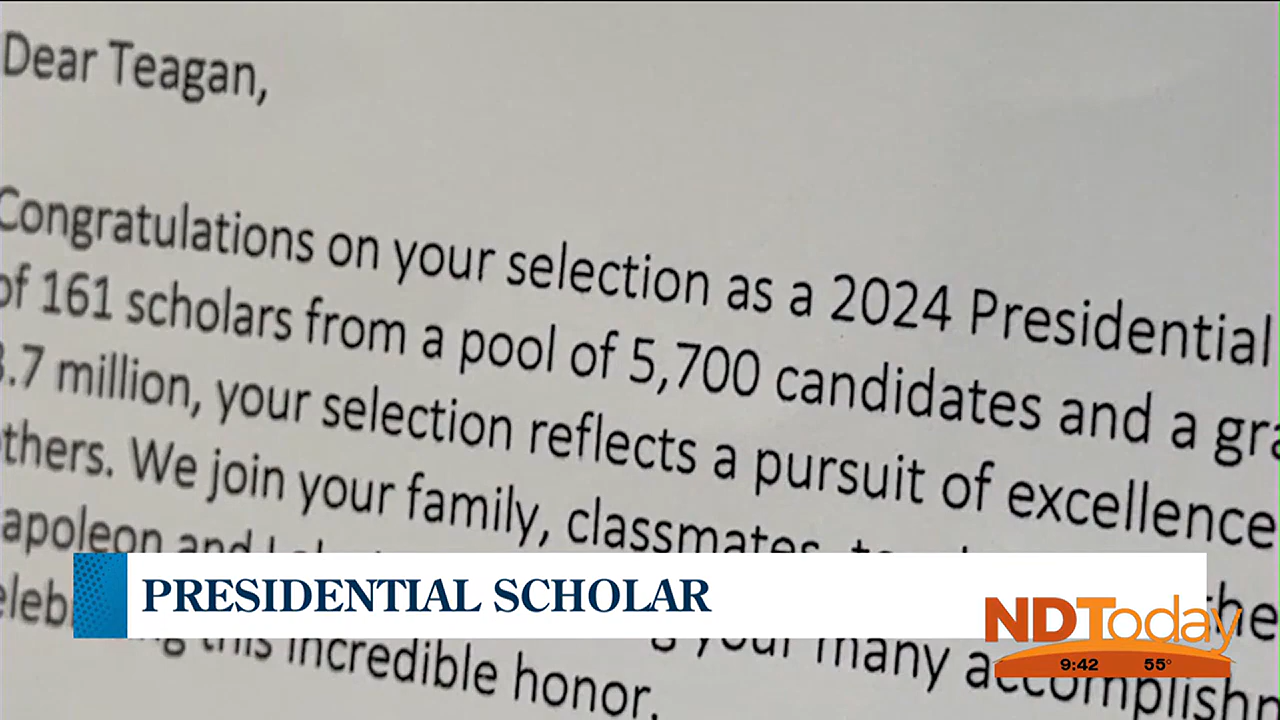 Dear Teagan,
Congratulations on your selection as a 2024 Presidential
of 161 scholars from a pool of 5,700 candidates and a
.7 million, your selection reflects a pursuit of excellence
thers. We join your family, classmates,
apoleon and
this incredible honor.
your many
PRESIDENTIAL SCHOLAR
NDToday
9:42 55°